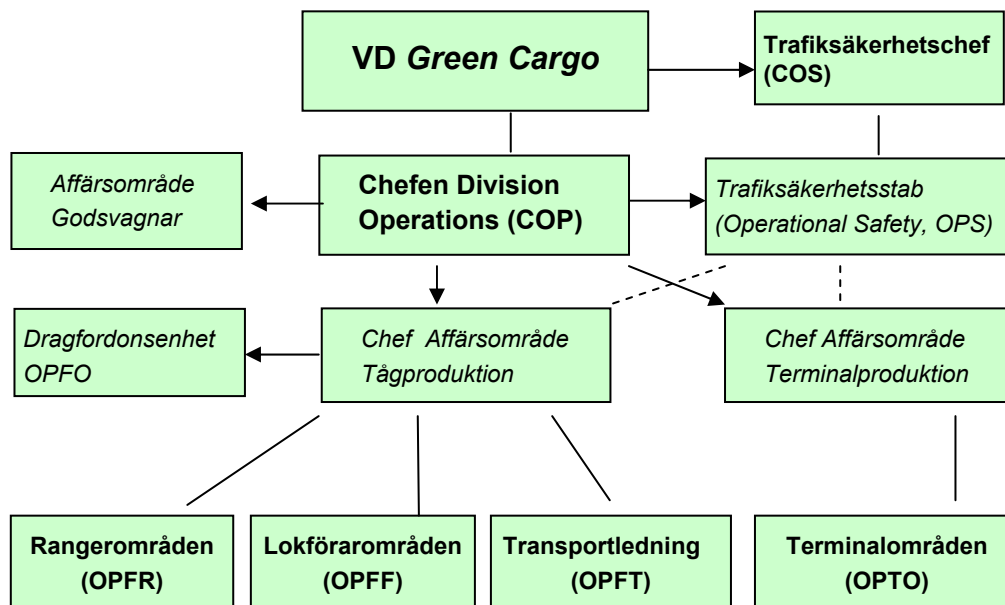 VD Green Cargo
Trafiksäkerhetschef
(COS)
Affärsområde
Godsvagnar
Chefen Division
Operations (COP)
Trafiksäkerhetsstab
(Operational Safety, OPS)
Dragfordonsenhet
OPFO
Chef Affärsområde
Tågproduktion
Chef Affärsområde
Terminalproduktion
Rangerområden
(OPFR)
Lokförarområden
(OPFF)
Transportledning
(OPFT)
Terminalområden
(OPTO)